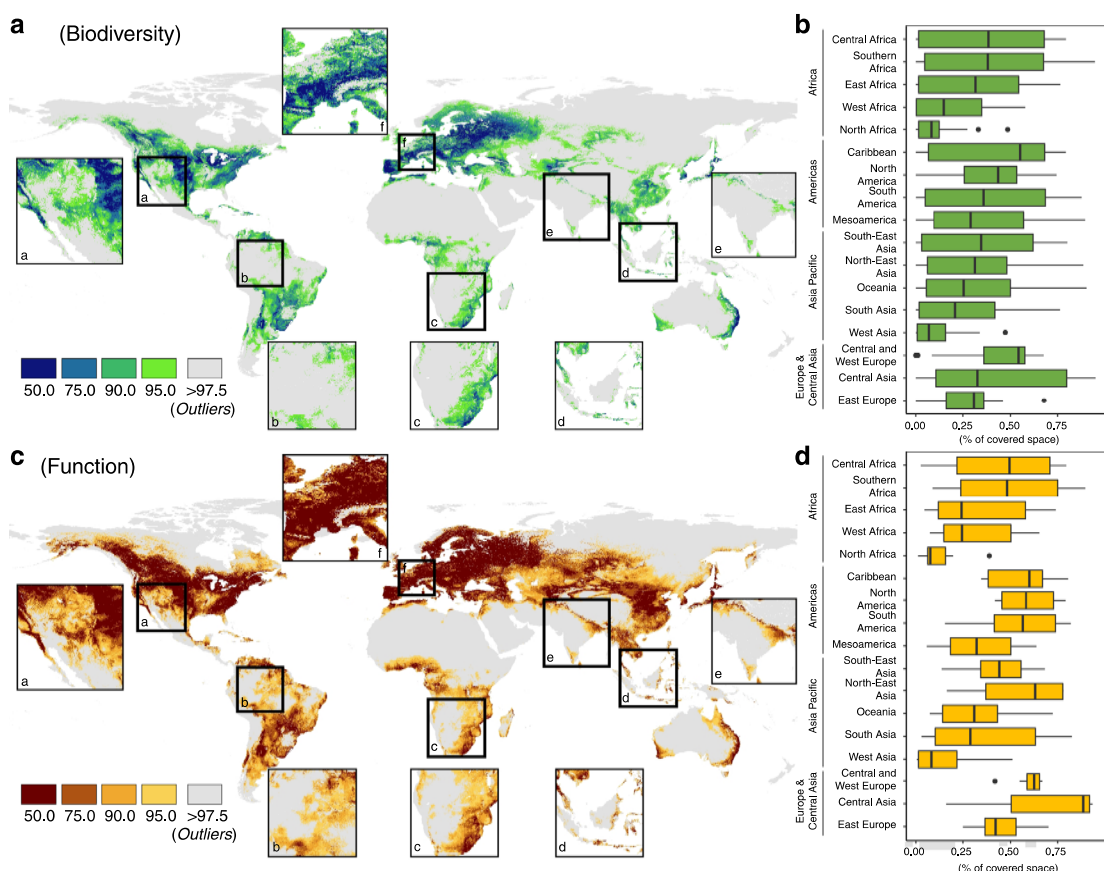 a
(Biodiversity)
f
a
a
b
c
f
e
d
e
b
c
d
50.0 75.0 90.0 95.0 >97.5
(Outliers)
b
Africa
Central Africa
Southern
Africa
East Africa
West Africa
North Africa
Americas
Caribbean
North
America
South
America
Mesoamerica
Asia Pacific
South-East
Asia
North-East
Asia
Oceania
South Asia
West Asia
Europe &
Central Asia
Central and
West Europe
Central Asia
East Europe
0.00 0.25 0.50 0.75
(% of covered space)
c
(Function)
f
a
a
b
c
f
e
d
e
b
c
d
50.0 75.0 90.0 95.0 >97.5
(Outliers)
d
Africa
Central Africa
Southern
Africa
East Africa
West Africa
North Africa
Americas
Caribbean
North
America
South
America
Mesoamerica
Asia Pacific
South-East
Asia
North-East
Asia
Oceania
South Asia
West Asia
Europe &
Central Asia
Central and
West Europe
Central Asia
East Europe
0.00 0.25 0.50 0.75
(% of covered space)